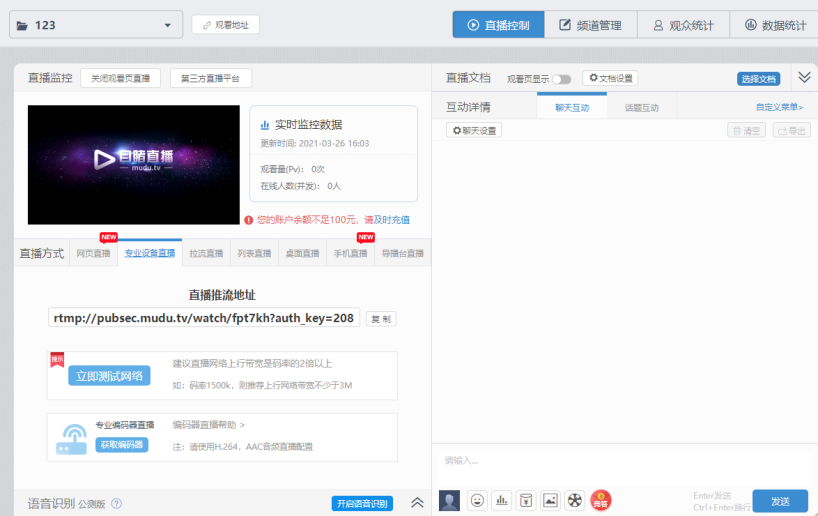 123
观看地址
直播控制
频道管理
观众统计
数据统计
直播监控
关闭观看页直播
第三方直播平台
目睹直播
mudu.tv
实时监控数据
更新时间: 2021-03-26 16:03
观看量(Pv)： 0次
在线人数(并发)： 0人
您的账户余额不足100元，请及时充值
直播方式
网页直播
NEW
专业设备直播
拉流直播
列表直播
桌面直播
手机直播
NEW
导播台直播
直播推流地址
rtmp://pubsec.mudu.tv/watch/fpt7kh?auth_key=208
复制
提示
立即测试网络
建议直播网络上行带宽是码率的2倍以上
如：码率1500k，则推荐上行网络带宽不少于3M
专业编码器直播
获取编码器
编码器直播帮助 >
注：请使用H.264，AAC音频直播配置
语音识别 公测版
开启语音识别
直播文档
观看页显示
文档设置
选择文档
互动详情
聊天互动
话题互动
自定义菜单>
聊天设置
清空
导出
请输入...
竞答
Enter发送
Ctrl+Enter换行
发送